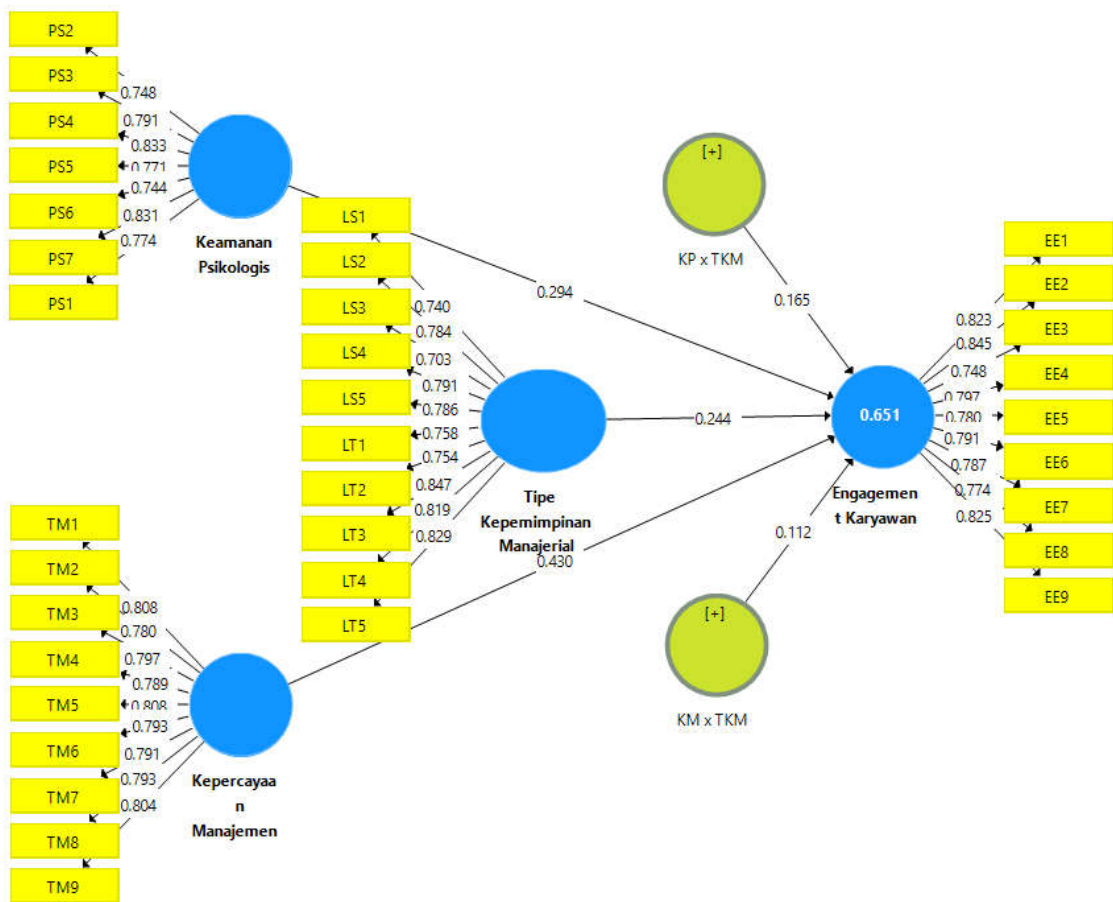 PS2
PS3
PS4
PS5
PS6
PS7
PS1
0.748
0.791
0.833
0.771
0.744
0.831
0.774
Keamanan
Psikologis
LS1
LS2
LS3
LS4
LS5
LT1
LT2
LT3
LT4
LT5
0.740
0.784
0.703
0.791
0.786
0.758
0.754
0.847
0.819
0.829
Tipe
Kepemimpinan
Manajerial
TM1
TM2
TM3
TM4
TM5
TM6
TM7
TM8
TM9
0.808
0.780
0.797
0.789
0.808
0.793
0.791
0.793
0.804
Kepercayaa
n
Manajemen
[+]
KP x TKM
0.165
0.294
0.244
0.430
0.112
[+]
KM x TKM
0.651
Engagemen
t Karyawan
0.823
0.845
0.748
0.797
0.780
0.791
0.787
0.774
0.825
EE1
EE2
EE3
EE4
EE5
EE6
EE7
EE8
EE9